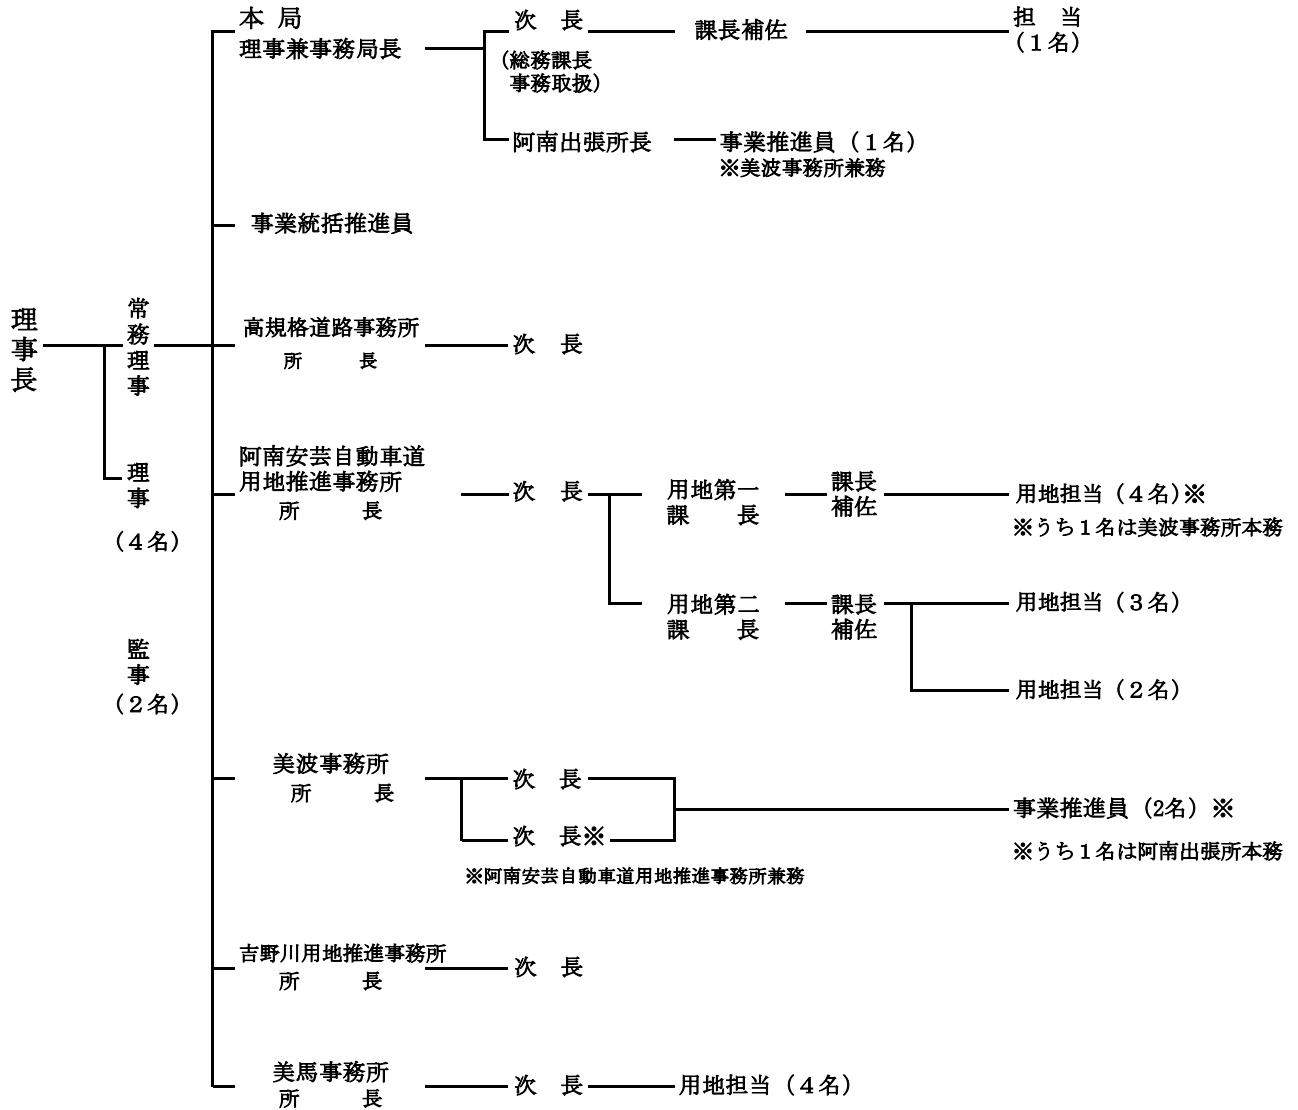 理事長
常務理事
理事
（４名）
監事
（２名）
本 局
理事兼事務局長
次　長
（総務課長
事務取扱）
課長補佐
担　当
（１名）
阿南出張所長
事業推進員（１名）
※美波事務所兼務
事業統括推進員
高規格道路事務所
所　　　長
次　長
阿南安芸自動車道
用地推進事務所
所　　　長
次　長
用地第一
課　　長
課長
補佐
用地担当（４名）※
※うち１名は美波事務所本務
用地第二
課　　長
課長
補佐
用地担当（３名）
用地担当（２名）
美波事務所
所　　　長
次　長
次　長※
※阿南安芸自動車道用地推進事務所兼務
事業推進員（2名）※
※うち１名は阿南出張所本務
吉野川用地推進事務所
所　　　長
次　長
美馬事務所
所　　　長
次　長
用地担当（４名）